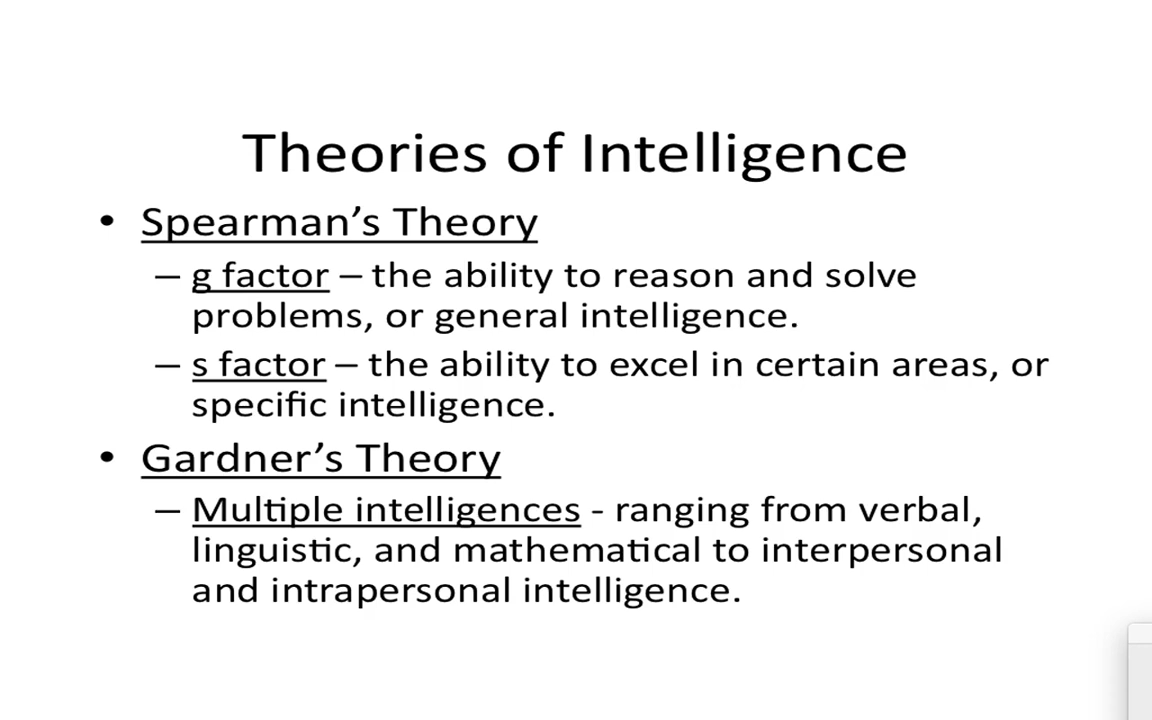 Theories of Intelligence
• Spearman’s Theory
– g factor – the ability to reason and solve
problems, or general intelligence.
– s factor – the ability to excel in certain areas, or
specific intelligence.
• Gardner’s Theory
– Multiple intelligences - ranging from verbal,
linguistic, and mathematical to interpersonal
and intrapersonal intelligence.